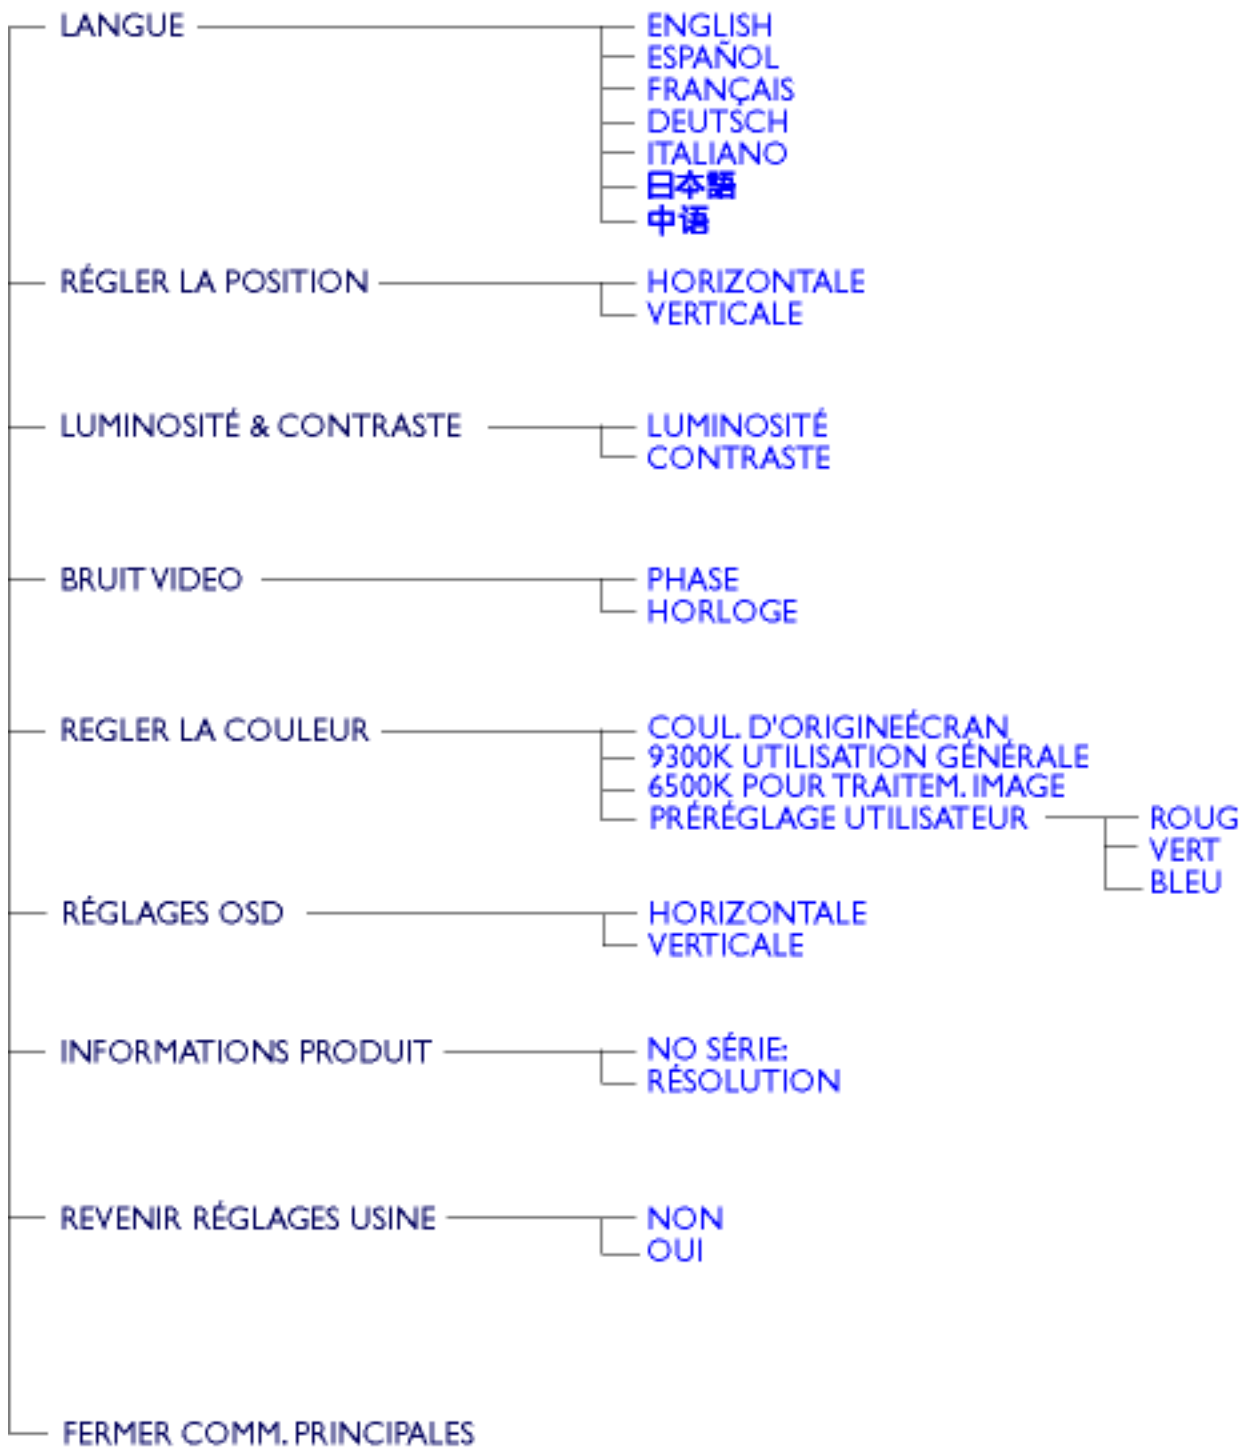 LANGUE
ENGLISH
ESPAÑOL
FRANÇAIS
DEUTSCH
ITALIANO
日本語
中语
RÉGLER LA POSITION
HORIZONTALE
VERTICALE
LUMINOSITÉ & CONTRASTE
LUMINOSITÉ
CONTRASTE
BRUIT VIDEO
PHASE
HORLOGE
REGLER LA COULEUR
COUL. D'ORIGINEÉCRAN
9300K UTILISATION GÉNÉRALE
6500K POUR TRAITEM. IMAGE
PRÉRÉGLAGE UTILISATEUR
ROUG
VERT
BLEU
RÉGLAGES OSD
HORIZONTALE
VERTICALE
INFORMATIONS PRODUIT
NO SÉRIE:
RÉSOLUTION
REVENIR RÉGLAGES USINE
NON
OUI
FERMER COMM. PRINCIPALES